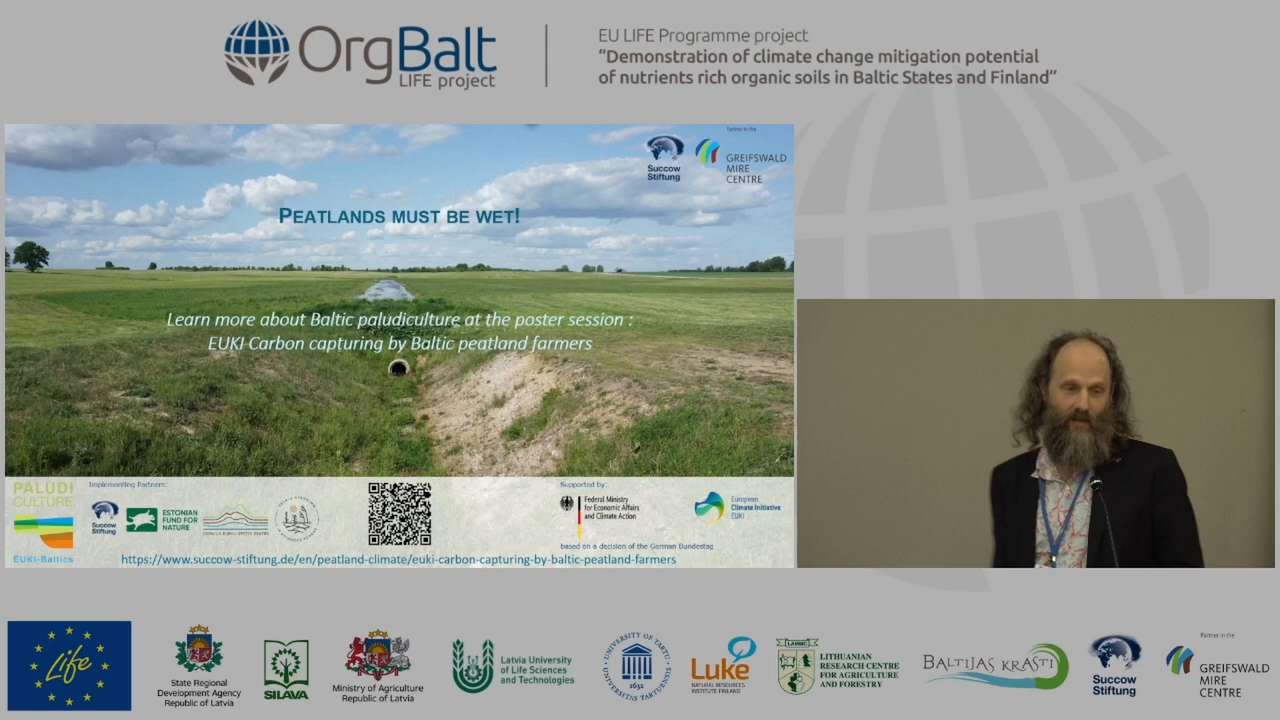 OrgBalt
LIFE project
EU LIFE Programme project
“Demonstration of climate change mitigation potential
of nutrients rich organic soils in Baltic States and Finland”
Partner in the
Succow
Stiftung
GREIFSWALD
MIRE
CENTRE
PEATLANDS MUST BE WET!
Learn more about Baltic paludiculture at the poster session :
EUKI Carbon capturing by Baltic peatland farmers
PALUDI
CULTURE
EUKI-Baltics
Implementing Partners:
Succow
Stiftung
ESTONIAN
FUND FOR
NATURE
Supported by:
Federal Ministry
for Economic Affairs
and Climate Action
European
Climate Initiative
EUKI
based on a decision of the German Bundestag
https://www.succow-stiftung.de/en/peatland-climate/euki-carbon-capturing-by-baltic-peatland-farmers
Life
State Regional
Development Agency
Republic of Latvia
SILAVA
Ministry of Agriculture
Republic of Latvia
Latvia University
of Life Sciences
and Technologies
UNIVERSITY OF TARTU
UNIVERSITAS TARTUENSIS
1632
Luke
NATURAL RESOURCES
INSTITUTE FINLAND
LAMMC
LITHUANIAN
RESEARCH CENTRE
FOR AGRICULTURE
AND FORESTRY
BALTIJAS KRASTI
Succow
Stiftung
Partner in the
GREIFSWALD
MIRE
CENTRE